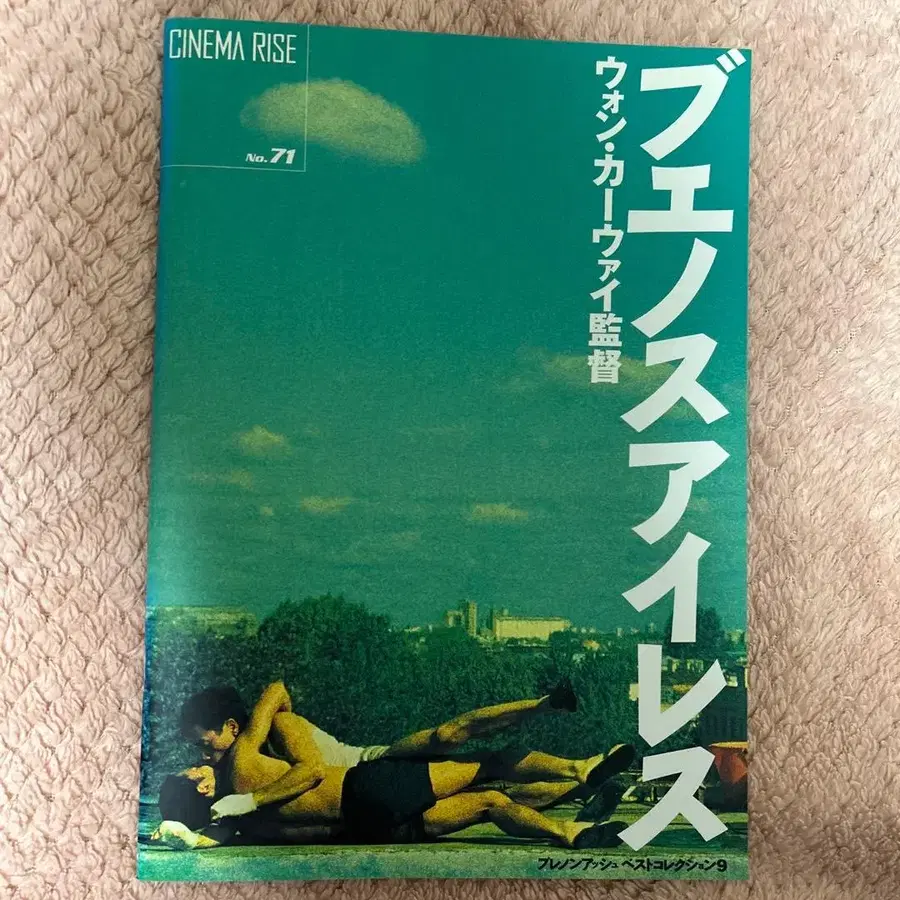 CINEMA RISE
No.71
ブエノスアイレス
ウォン・カーウァイ監督
プレノンアッシュ ベストコレクション9